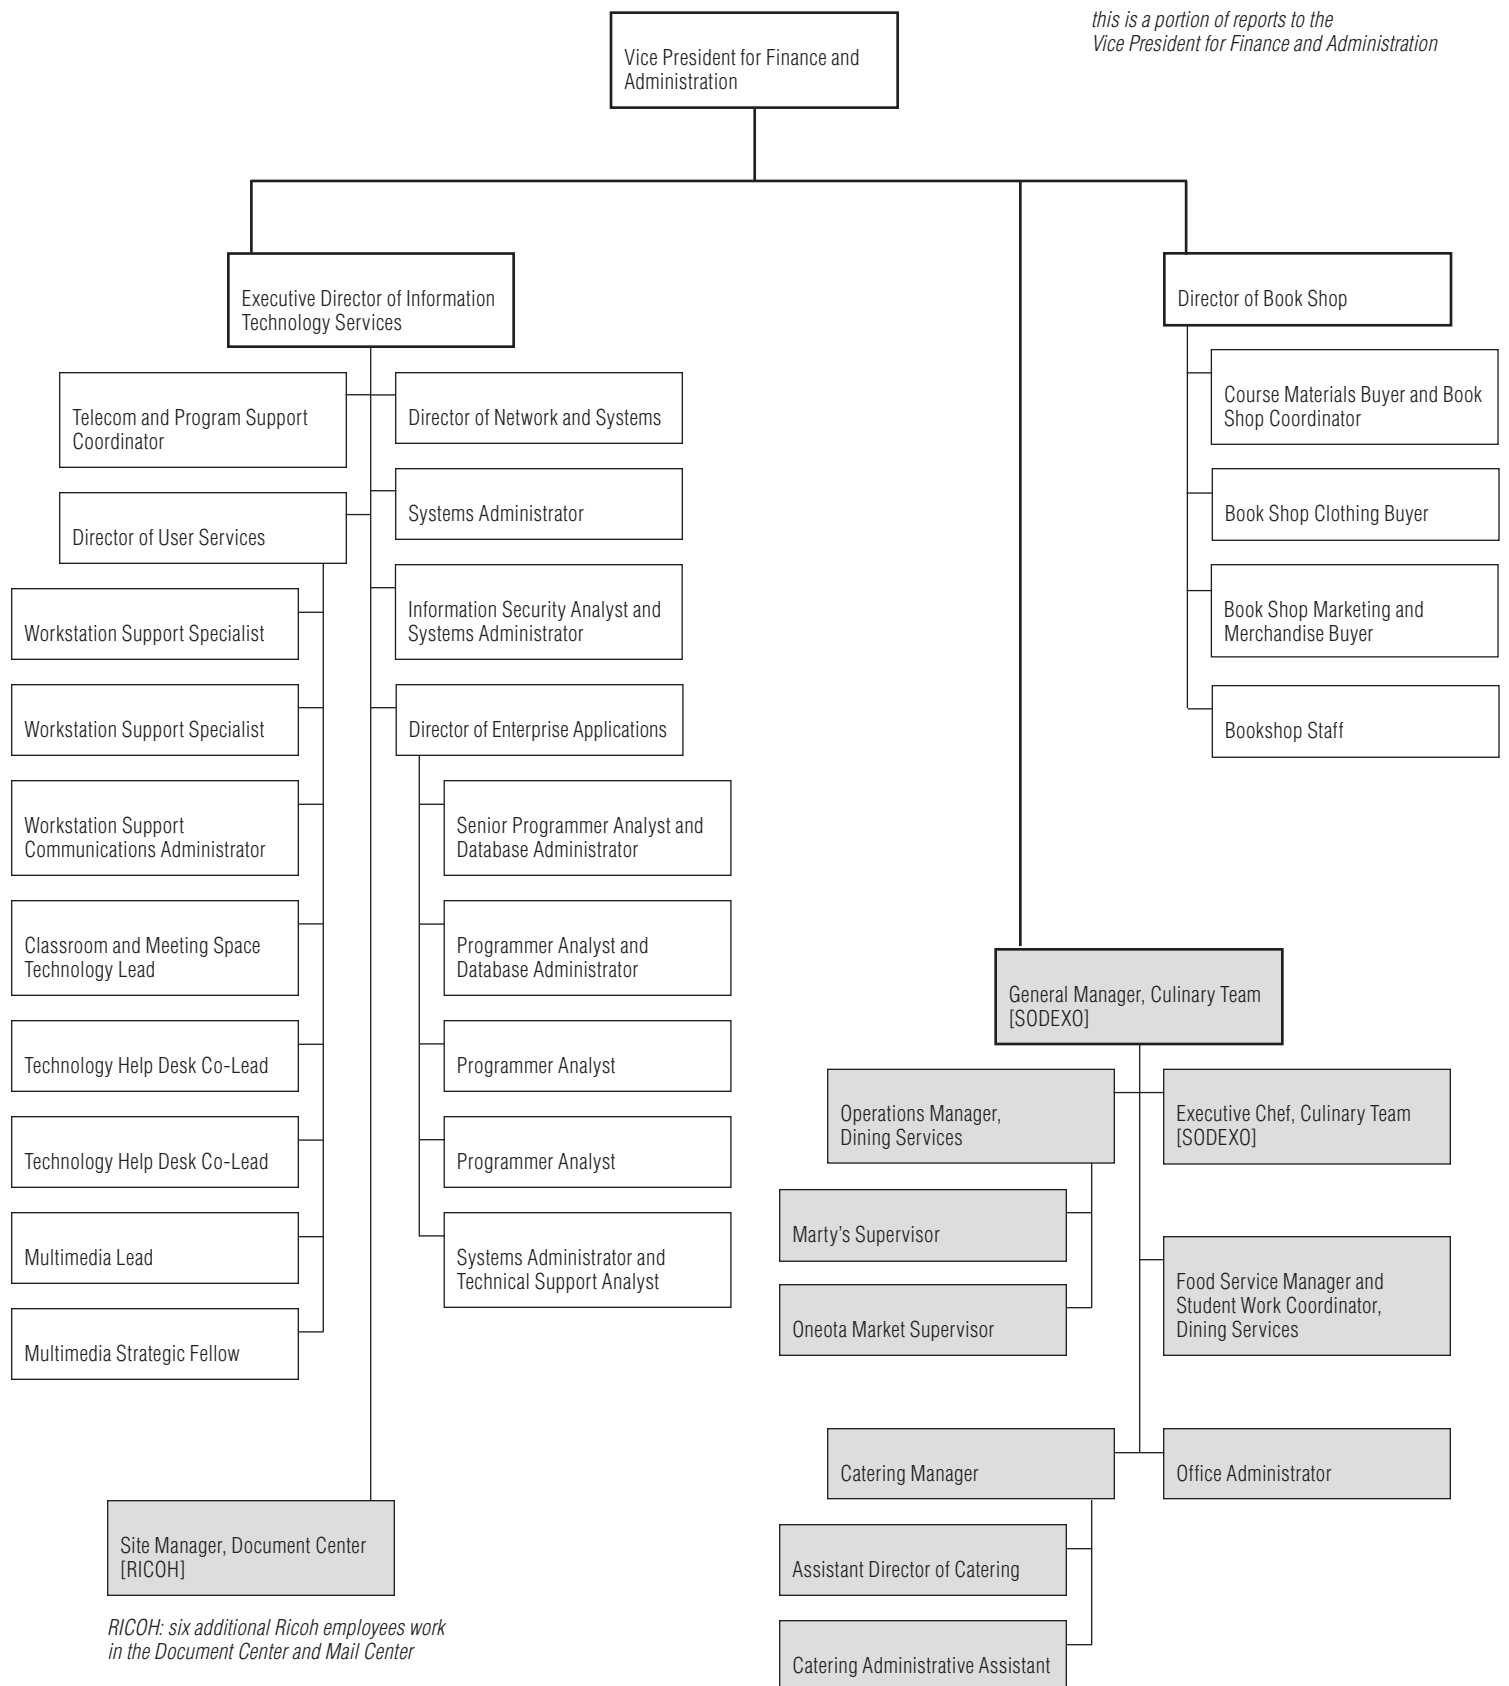 this is a portion of reports to the
Vice President for Finance and Administration
Vice President for Finance and
Administration
Executive Director of Information
Technology Services
Telecom and Program Support
Coordinator
Director of Network and Systems
Systems Administrator
Director of User Services
Information Security Analyst and
Systems Administrator
Workstation Support Specialist
Workstation Support Specialist
Workstation Support
Communications Administrator
Classroom and Meeting Space
Technology Lead
Technology Help Desk Co-Lead
Technology Help Desk Co-Lead
Multimedia Lead
Multimedia Strategic Fellow
Director of Enterprise Applications
Senior Programmer Analyst and
Database Administrator
Programmer Analyst and
Database Administrator
Programmer Analyst
Programmer Analyst
Systems Administrator and
Technical Support Analyst
Site Manager, Document Center
[RICOH]
RICOH: six additional Ricoh employees work
in the Document Center and Mail Center
Director of Book Shop
Course Materials Buyer and Book
Shop Coordinator
Book Shop Clothing Buyer
Book Shop Marketing and
Merchandise Buyer
Bookshop Staff
General Manager, Culinary Team
[SODEXO]
Operations Manager,
Dining Services
Executive Chef, Culinary Team
[SODEXO]
Marty's Supervisor
Oneota Market Supervisor
Food Service Manager and
Student Work Coordinator,
Dining Services
Catering Manager
Office Administrator
Assistant Director of Catering
Catering Administrative Assistant